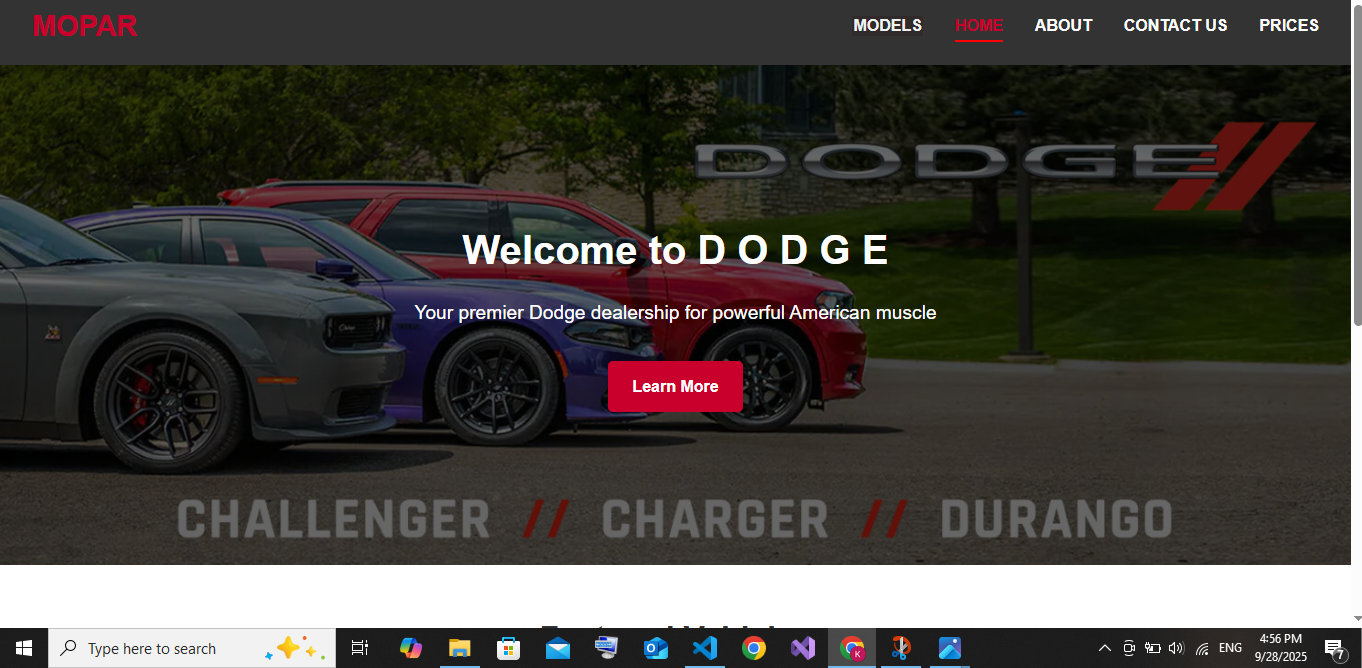 MOPAR
MODELS HOME ABOUT CONTACT US PRICES
DODGE
Welcome to D O D G E
Your premier Dodge dealership for powerful American muscle
Learn More
CHALLENGER // CHARGER // DURANGO
Type here to search
ENG
4:56 PM
9/28/2025
7
K